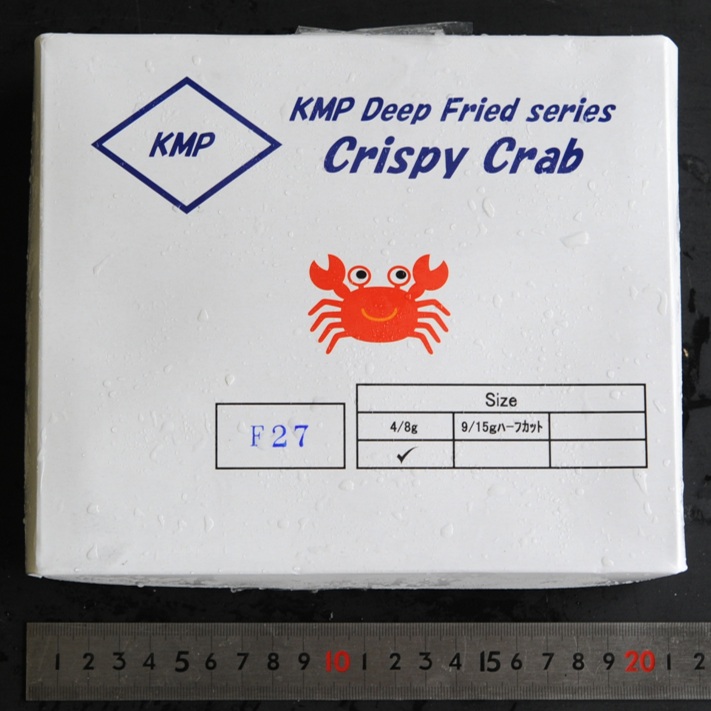 KMP
KMP Deep Fried series
Crispy Crab
F27
Size
4/8g 9/15gハーフカット
✓
1 2 3 4 5 6 7 8 9 10 1 2 3 4 15 6 7 8 9 20 1 2